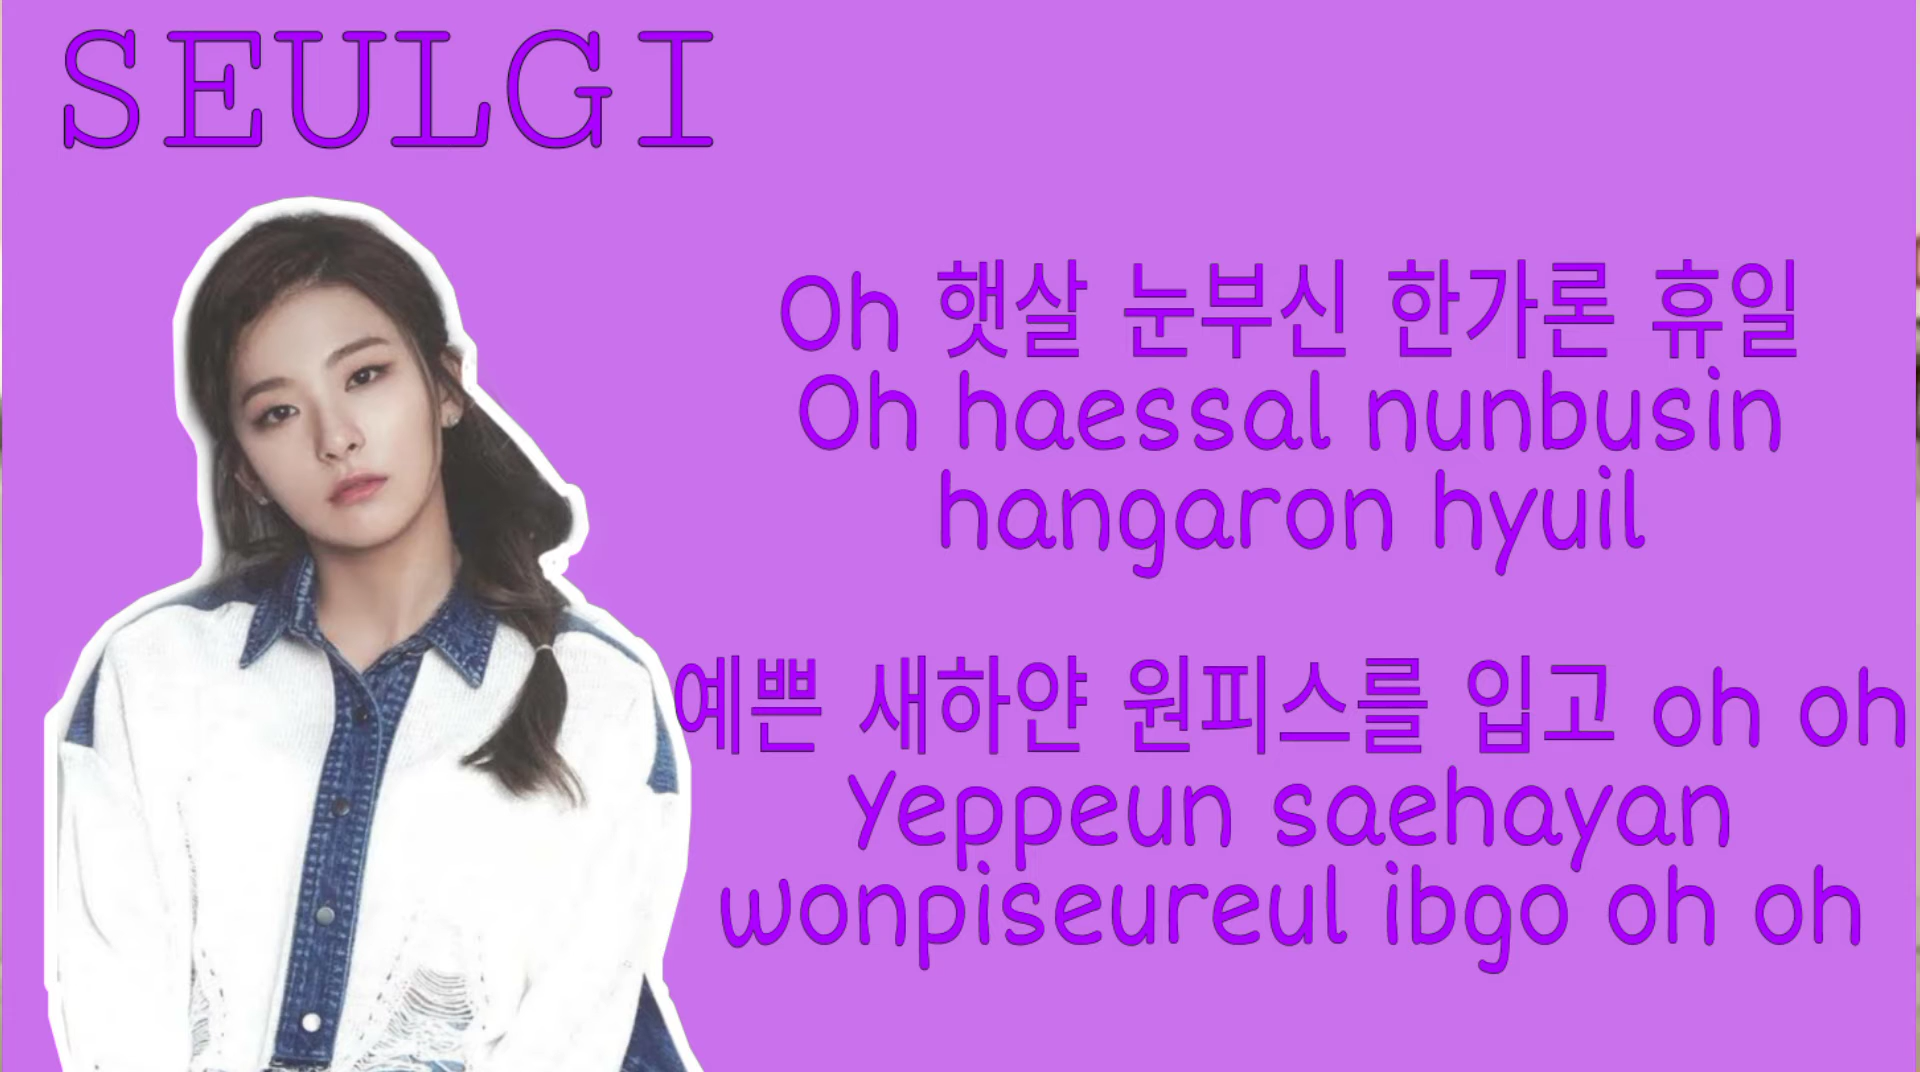 SEULGI
Oh 햇살 눈부신 한가론 휴일
Oh haessal nunbusin
hangaron hyuil
예쁜 새하얀 원피스를 입고 oh oh
Yeppeun saehayan
wonpiseureul ibgo oh oh